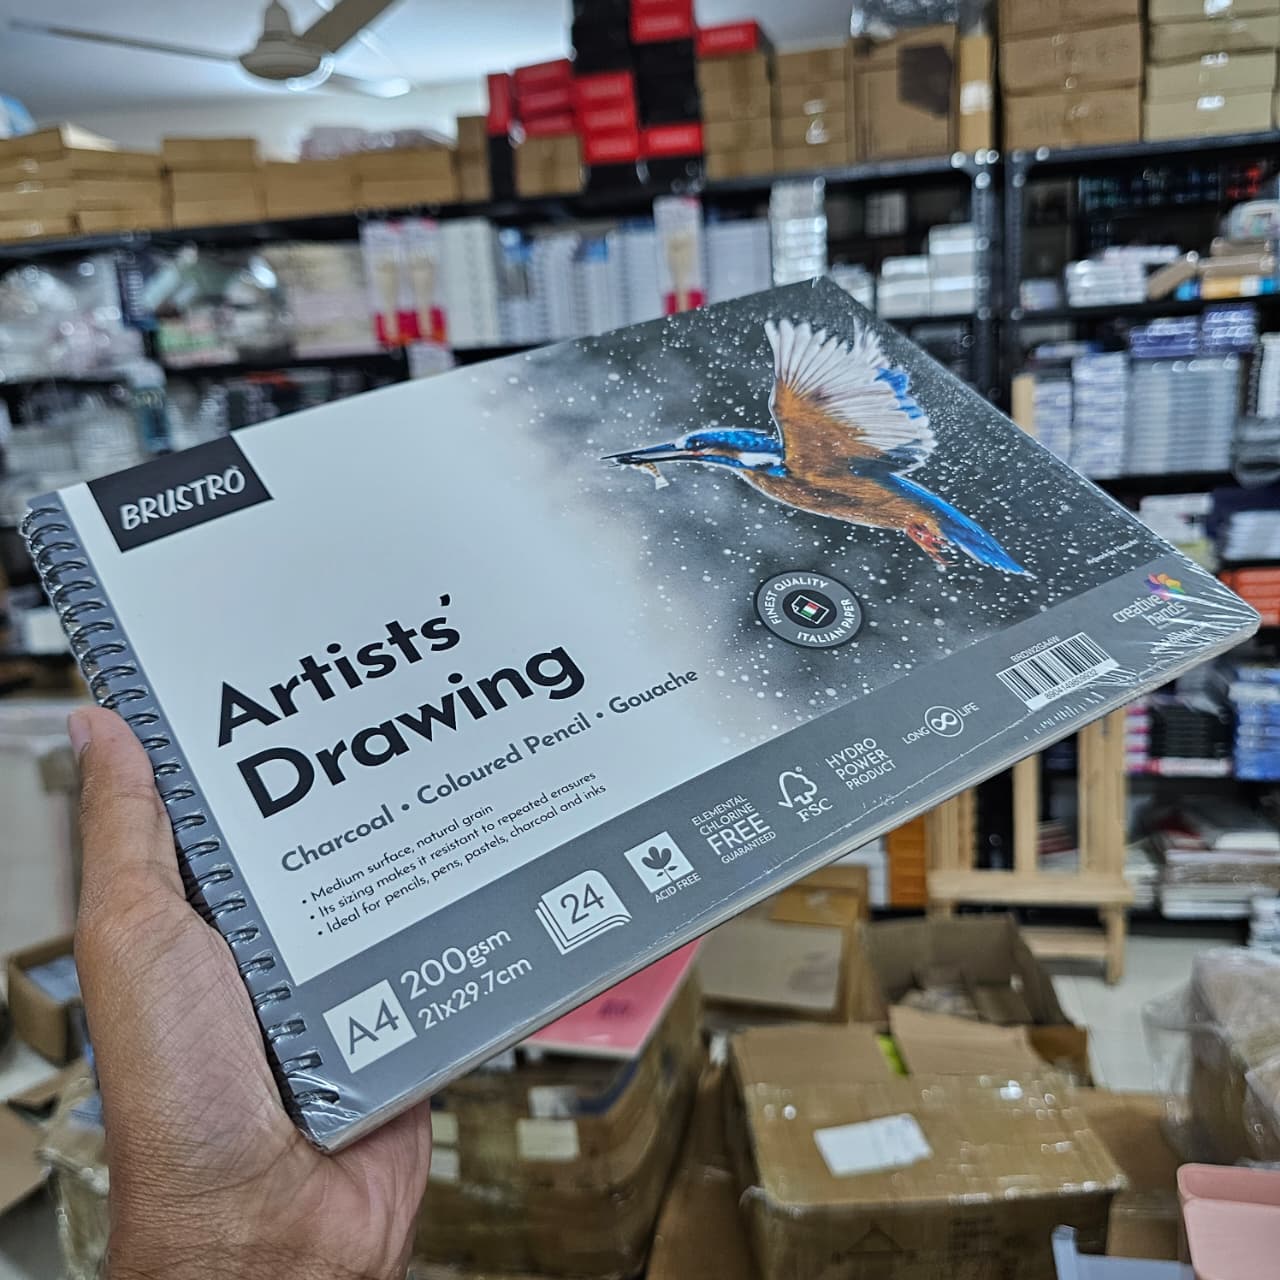 BRUSTRO
Artists'
Drawing
Charcoal • Coloured Pencil • Gouache
• Medium surface, natural grain
• Its sizing makes it resistant to repeated erasures
• Ideal for pencils, pens, pastels, charcoal and inks
FINEST QUALITY
ITALIAN PAPER
A4
200gsm
21x29.7cm
24
ACID FREE
ELEMENTAL
CHLORINE
FREE
GUARANTEED
FSC
HYDRO
POWER
PRODUCT
LONG LIFE
BRDW2GA4W
creative
hands